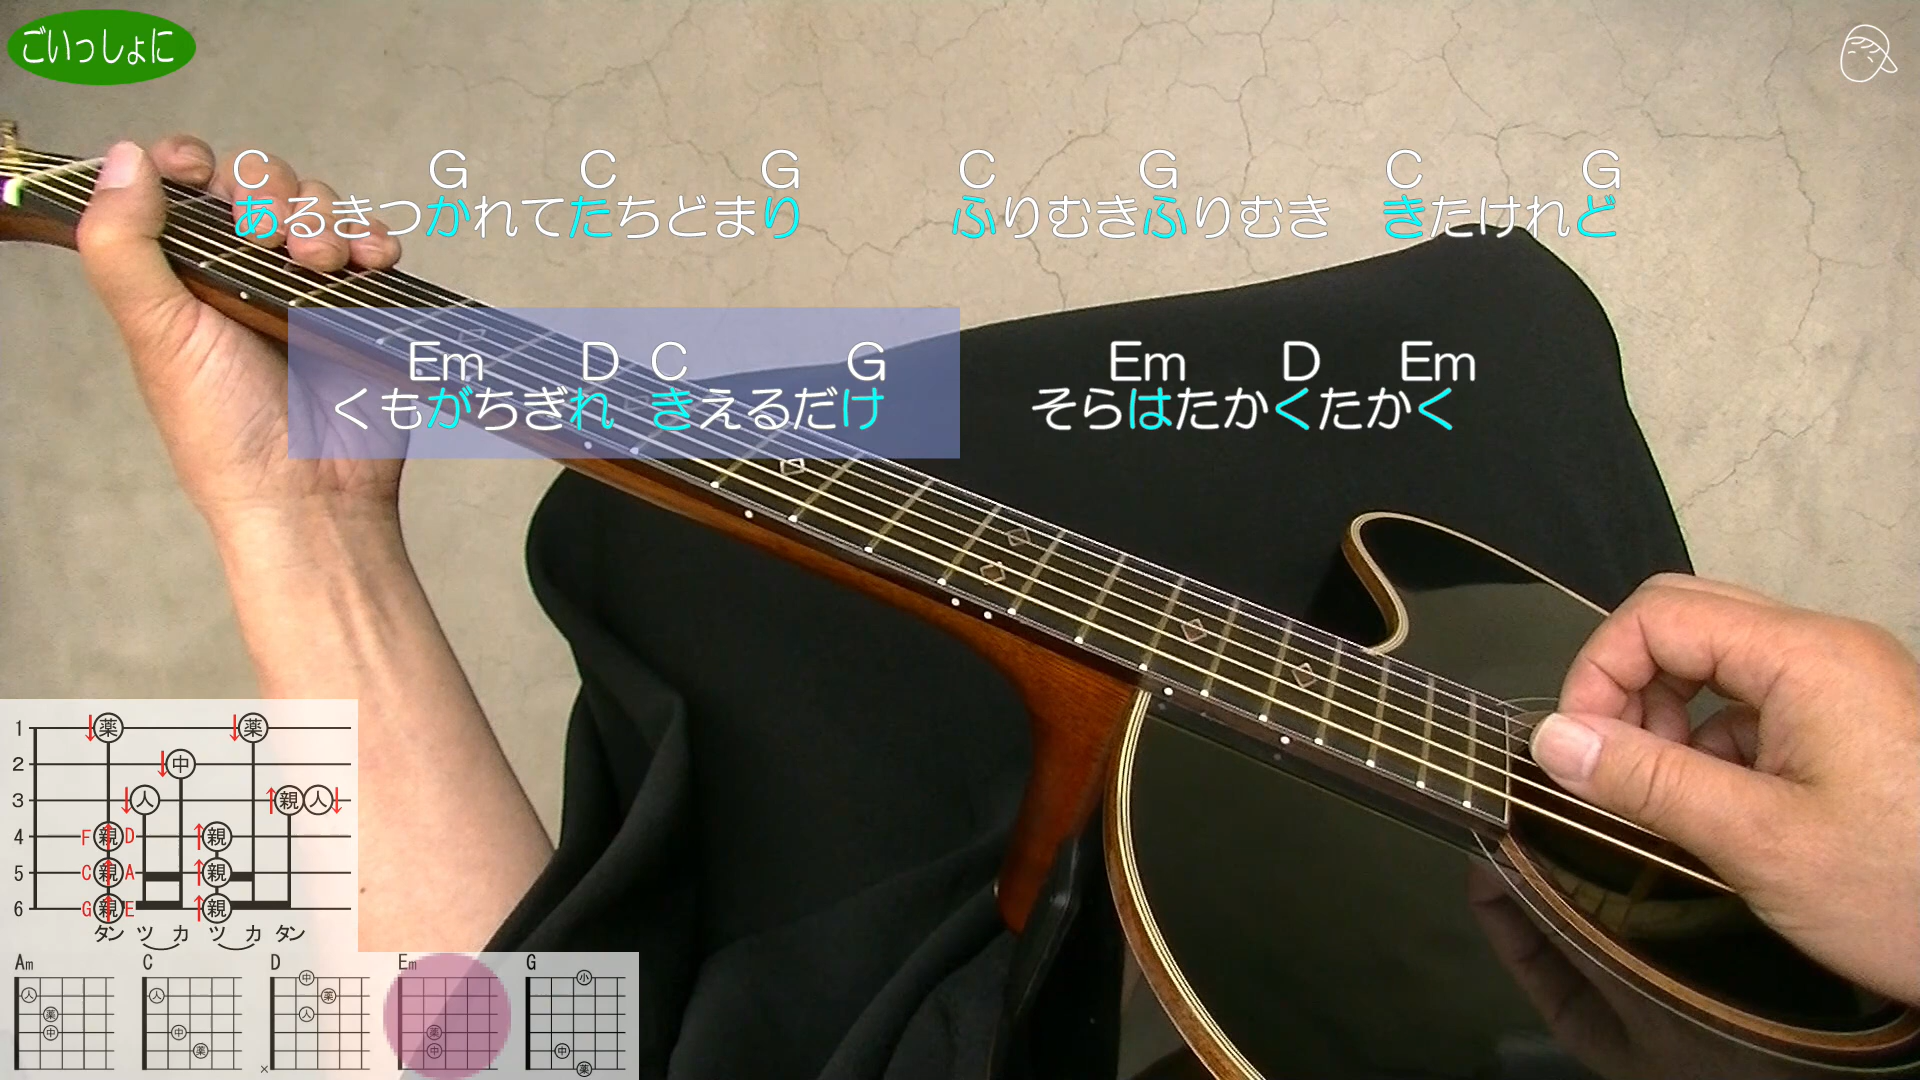 ごいっしょに
C G C G C G C G
あるきつかれてたちどまり ふりむきふりむき きたけれど
Em D C G Em D Em
くもがちぎれ きえるだけ そらはたかくたかく
1 薬 薬
2 中
3 人 親 人
4 F 親 D 親
5 C 親 A 親
6 G 親 E 親
タン ツ カ ツ カ タン
Am C D Em G
人 薬 中
人 中 薬
中 薬 人 ×
薬 中
小 中 薬